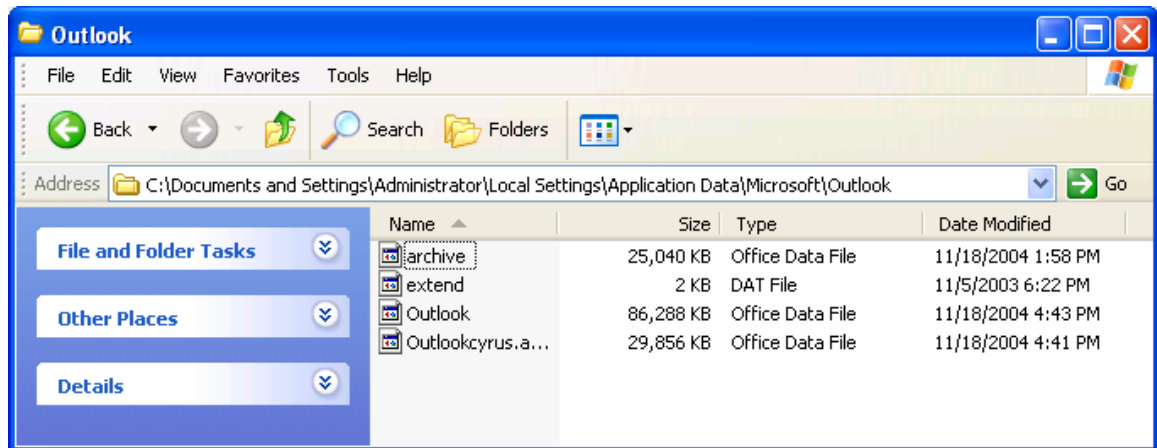 Outlook
File Edit View Favorites Tools Help
Back Search Folders
Address C:\Documents and Settings\Administrator\Local Settings\Application Data\Microsoft\Outlook Go
File and Folder Tasks
Other Places
Details
Name Size Type Date Modified
archive 25,040 KB Office Data File 11/18/2004 1:58 PM
extend 2 KB DAT File 11/5/2003 6:22 PM
Outlook 86,288 KB Office Data File 11/18/2004 4:43 PM
Outlookcyrus.a... 29,856 KB Office Data File 11/18/2004 4:41 PM